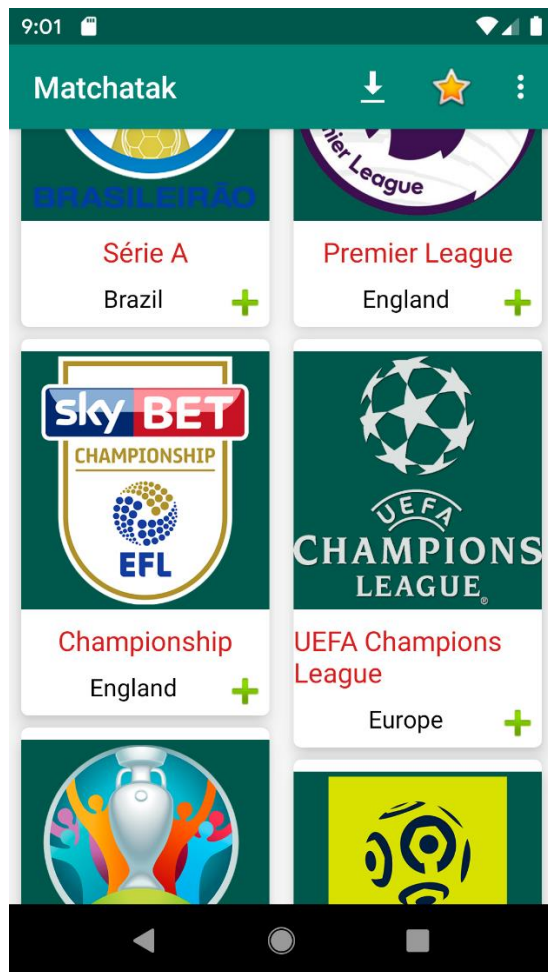 9:01
Matchatak
BRASILEIRÃO
Premier League
Série A
Brazil
Premier League
England
sky BET
CHAMPIONSHIP
EFL
Championship
England
UEFA
CHAMPIONS
LEAGUE®
UEFA Champions
League
Europe